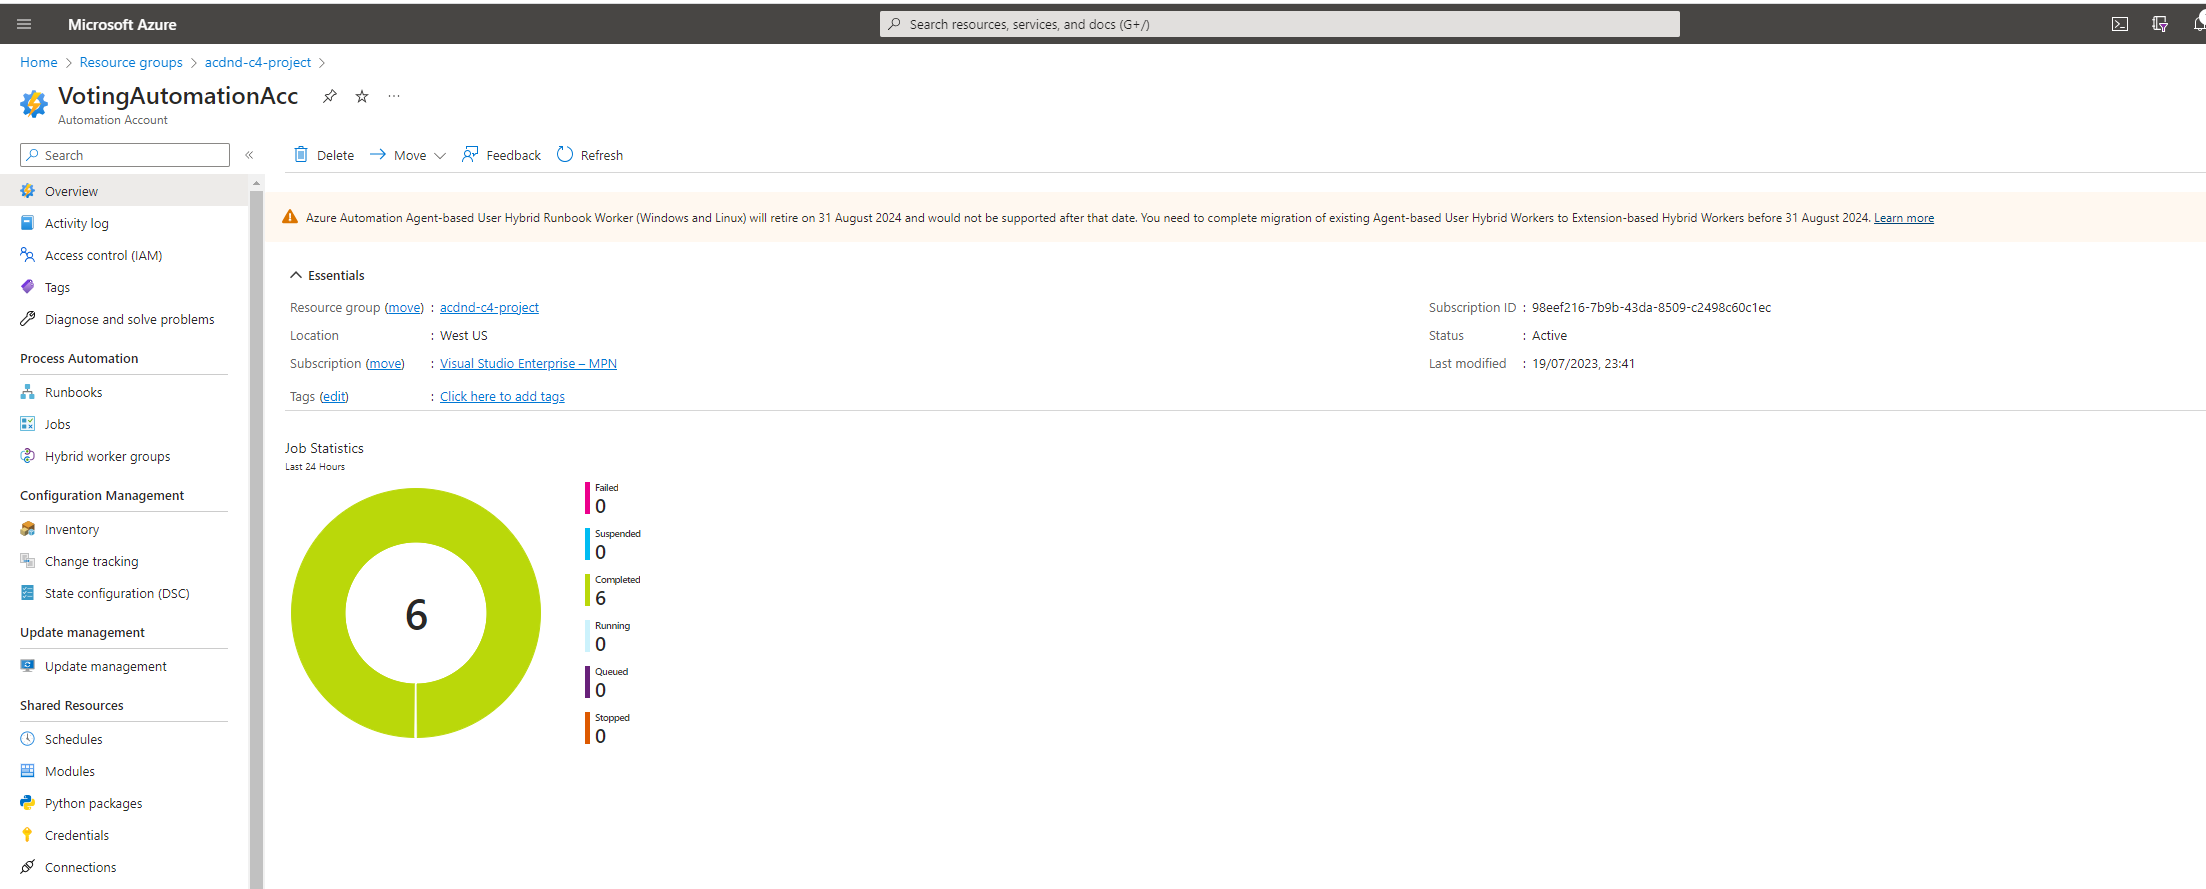 Microsoft Azure
Search resources, services, and docs (G+/)
Home > Resource groups > acdnd-c4-project >
VotingAutomationAcc
Automation Account
Search
Delete
Move
Feedback
Refresh
Overview
Activity log
Access control (IAM)
Tags
Diagnose and solve problems
Process Automation
Runbooks
Jobs
Hybrid worker groups
Configuration Management
Inventory
Change tracking
State configuration (DSC)
Update management
Update management
Shared Resources
Schedules
Modules
Python packages
Credentials
Connections
Azure Automation Agent-based User Hybrid Runbook Worker (Windows and Linux) will retire on 31 August 2024 and would not be supported after that date. You need to complete migration of existing Agent-based User Hybrid Workers to Extension-based Hybrid Workers before 31 August 2024. Learn more
Essentials
Resource group (move) : acdnd-c4-project
Location : West US
Subscription (move) : Visual Studio Enterprise – MPN
Tags (edit) : Click here to add tags
Subscription ID : 98eef216-7b9b-43da-8509-c2498c60c1ec
Status : Active
Last modified : 19/07/2023, 23:41
Job Statistics
Last 24 Hours
6
Failed
0
Suspended
0
Completed
6
Running
0
Queued
0
Stopped
0